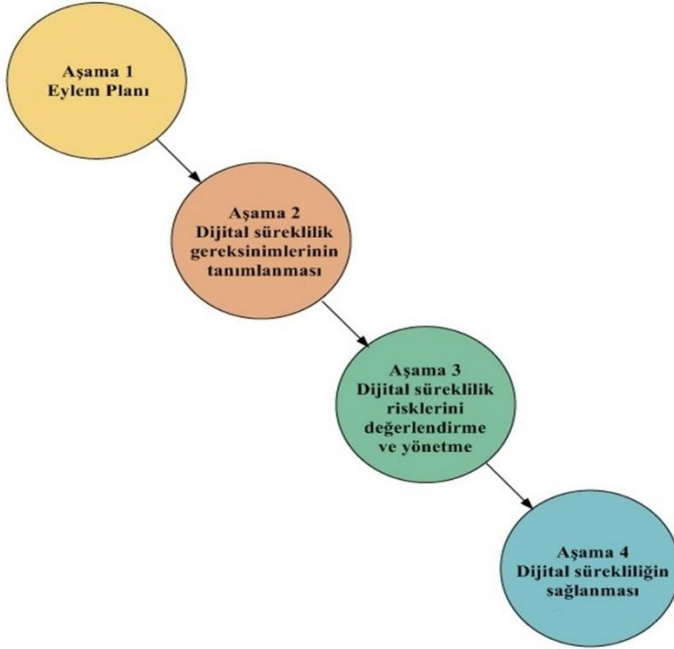 Aşama 1
Eylem Planı
Aşama 2
Dijital süreklilik
gereksinimlerinin
tanımlanması
Aşama 3
Dijital süreklilik
risklerini
değerlendirme
ve yönetme
Aşama 4
Dijital sürekliliğin
sağlanması